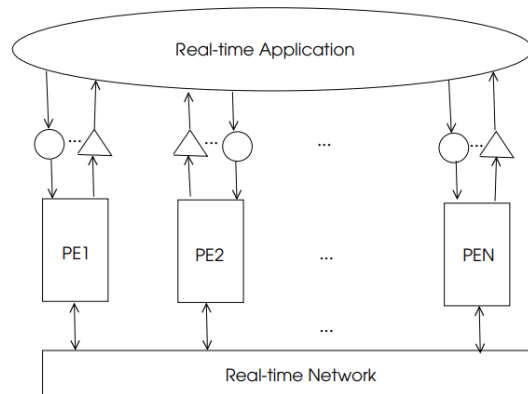 Real-time Application
... ... ... ...
PE1 PE2 ... PEN
...
Real-time Network